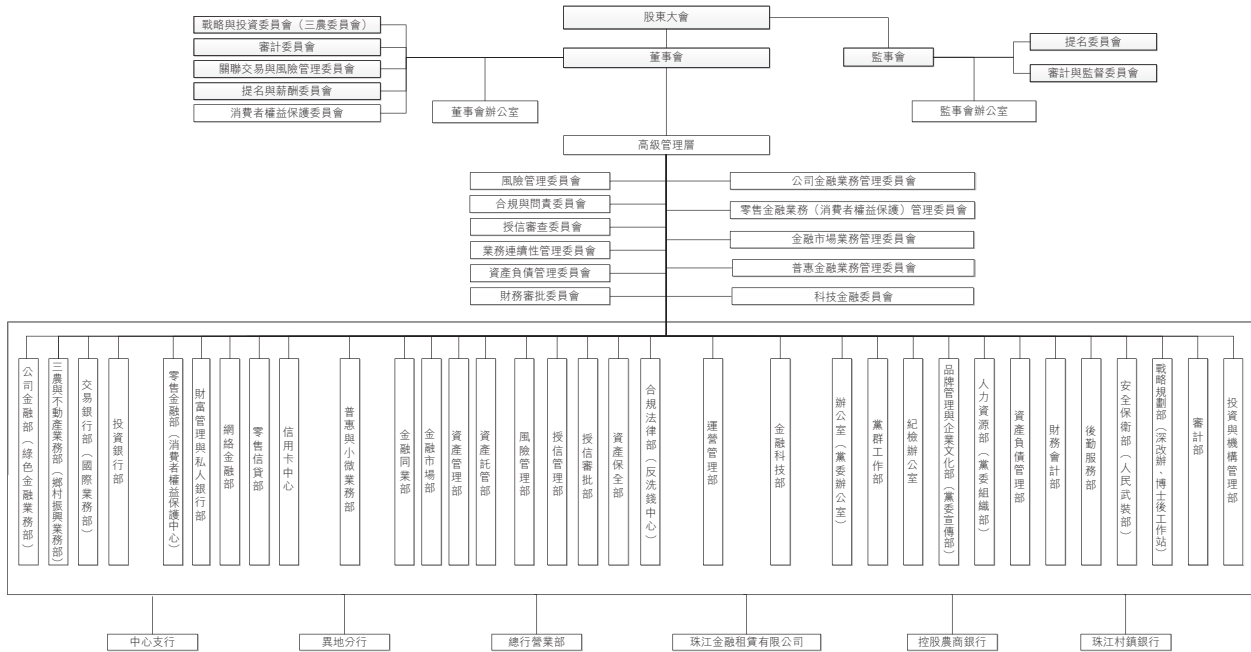 股東大會
戰略與投資委員會（三農委員會）
審計委員會
關聯交易與風險管理委員會
提名與薪酬委員會
消費者權益保護委員會
董事會
監事會
提名委員會
審計與監督委員會
董事會辦公室
監事會辦公室
高級管理層
風險管理委員會
合規與問責委員會
授信審查委員會
業務連續性管理委員會
資產負債管理委員會
財務審批委員會
公司金融業務管理委員會
零售金融業務（消費者權益保護）管理委員會
金融市場業務管理委員會
普惠金融業務管理委員會
科技金融委員會
公司金融部（綠色金融業務部）
三農與不動產業務部（鄉村振興業務部）
交易銀行部（國際業務部）
投資銀行部
零售金融部（消費者權益保護中心）
財富管理與私人銀行部
網絡金融部
零售信貸部
信用卡中心
普惠與小微業務部
金融同業部
金融市場部
資產管理部
資產託管部
風險管理部
授信管理部
授信審批部
資產保全部
合規法律部（反洗錢中心）
運營管理部
金融科技部
辦公室（黨委辦公室）
黨群工作部
紀檢辦公室
品牌管理與企業文化部（黨委宣傳部）
人力資源部（黨委組織部）
資產負債管理部
財務會計部
後勤服務部
安全保衛部（人民武裝部）
戰略規劃部（深改辦、博士後工作站）
審計部
投資與機構管理部
中心支行
異地分行
總行營業部
珠江金融租賃有限公司
控股農商銀行
珠江村鎮銀行